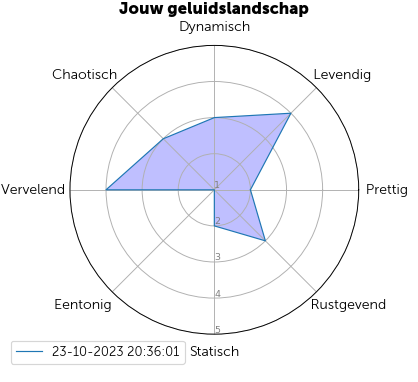 Jouw geluidslandschap
Dynamisch
Chaotisch
Levendig
Vervelend
1
Prettig
2
3
4
Eentonig
Rustgevend
5
23-10-2023 20:36:01
Statisch